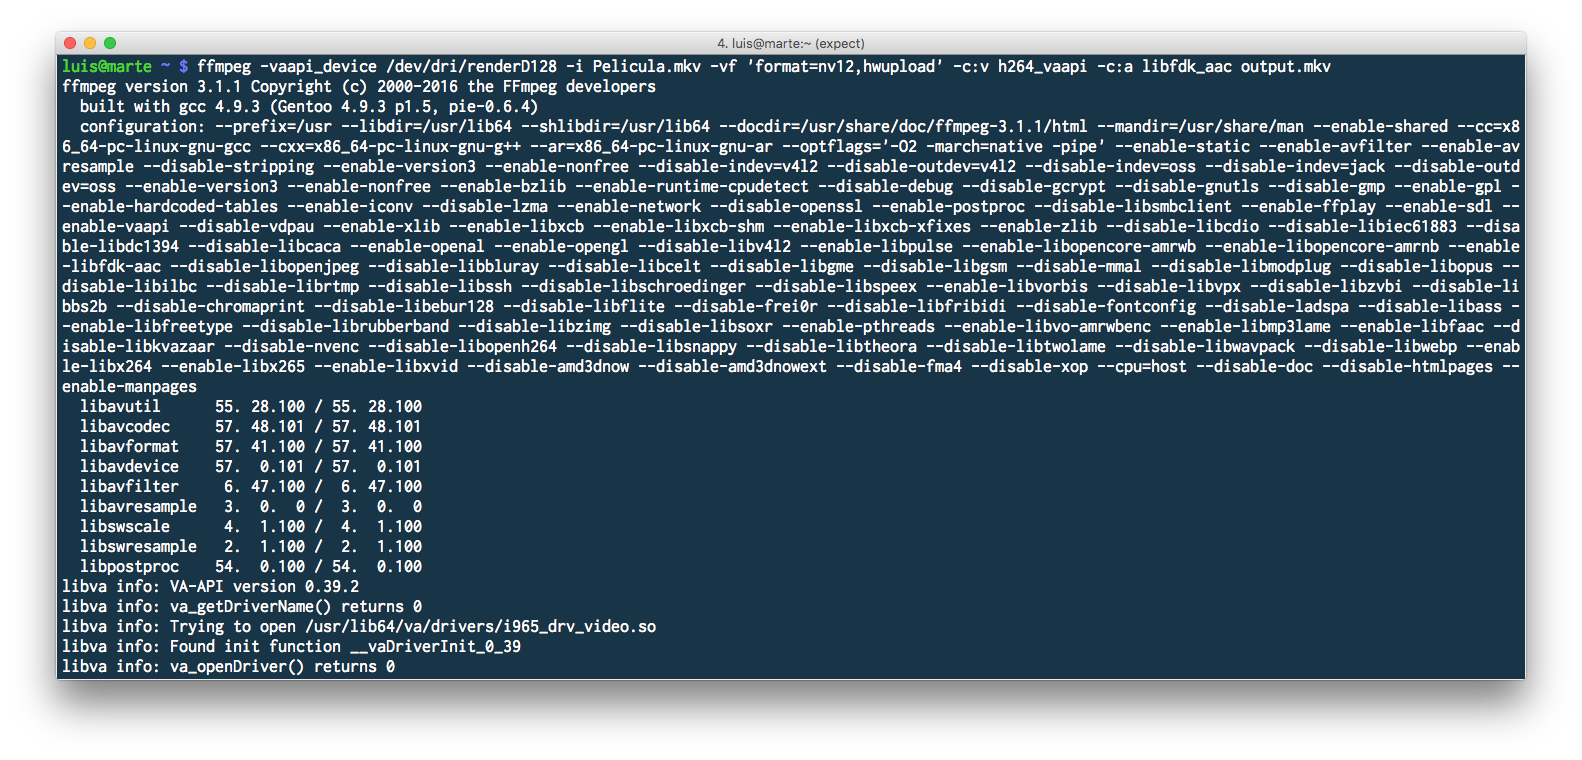 4. luis@marte:~ (expect)
luis@marte ~ $ ffmpeg -vaapi_device /dev/dri/renderD128 -i Pelicula.mkv -vf 'format=nv12,hwupload' -c:v h264_vaapi -c:a libfdk_aac output.mkv
ffmpeg version 3.1.1 Copyright (c) 2000-2016 the FFmpeg developers
  built with gcc 4.9.3 (Gentoo 4.9.3 p1.5, pie-0.6.4)
  configuration: --prefix=/usr --libdir=/usr/lib64 --shlibdir=/usr/lib64 --docdir=/usr/share/doc/ffmpeg-3.1.1/html --mandir=/usr/share/man --enable-shared --cc=x8
6_64-pc-linux-gnu-gcc --cxx=x86_64-pc-linux-gnu-g++ --ar=x86_64-pc-linux-gnu-ar --optflags='-O2 -march=native -pipe' --enable-static --enable-avfilter --enable-av
resample --disable-stripping --enable-version3 --enable-nonfree --disable-indev=v4l2 --disable-outdev=v4l2 --disable-indev=oss --disable-indev=jack --disable-outd
ev=oss --enable-version3 --enable-nonfree --enable-bzlib --enable-runtime-cpudetect --disable-debug --disable-gcrypt --disable-gnutls --disable-gmp --enable-gpl -
-enable-hardcoded-tables --enable-iconv --disable-lzma --enable-network --disable-openssl --enable-postproc --disable-libsmbclient --enable-ffplay --enable-sdl --
enable-vaapi --disable-vdpau --enable-xlib --enable-libxcb --enable-libxcb-shm --enable-libxcb-xfixes --enable-zlib --disable-libcdio --disable-libiec61883 --disa
ble-libdc1394 --disable-libcaca --enable-openal --enable-opengl --disable-libv4l2 --enable-libpulse --enable-libopencore-amrwb --enable-libopencore-amrnb --enable
-libfdk-aac --disable-libopenjpeg --disable-libbluray --disable-libcelt --disable-libgme --disable-libgsm --disable-mmal --disable-libmodplug --disable-libopus --
disable-libilbc --disable-librtmp --disable-libssh --disable-libschroedinger --disable-libspeex --enable-libvorbis --disable-libvpx --disable-libzvbi --disable-li
bbs2b --disable-chromaprint --disable-libebur128 --disable-libflite --disable-frei0r --disable-libfribidi --disable-fontconfig --disable-ladspa --disable-libass -
-enable-libfreetype --disable-librubberband --disable-libzimg --disable-libsoxr --enable-pthreads --enable-libvo-amrwbenc --enable-libmp3lame --enable-libfaac --d
isable-libkvazaar --disable-nvenc --disable-libopenh264 --disable-libsnappy --disable-libtheora --disable-libtwolame --disable-libwavpack --disable-libwebp --enab
le-libx264 --enable-libx265 --enable-libxvid --disable-amd3dnow --disable-amd3dnowext --disable-fma4 --disable-xop --cpu=host --disable-doc --disable-htmlpages --
enable-manpages
  libavutil      55. 28.100 / 55. 28.100
  libavcodec     57. 48.101 / 57. 48.101
  libavformat    57. 41.100 / 57. 41.100
  libavdevice    57.  0.101 / 57.  0.101
  libavfilter     6. 47.100 /  6. 47.100
  libavresample   3.  0.  0 /  3.  0.  0
  libswscale      4.  1.100 /  4.  1.100
  libswresample   2.  1.100 /  2.  1.100
  libpostproc    54.  0.100 / 54.  0.100
libva info: VA-API version 0.39.2
libva info: va_getDriverName() returns 0
libva info: Trying to open /usr/lib64/va/drivers/i965_drv_video.so
libva info: Found init function __vaDriverInit_0_39
libva info: va_openDriver() returns 0